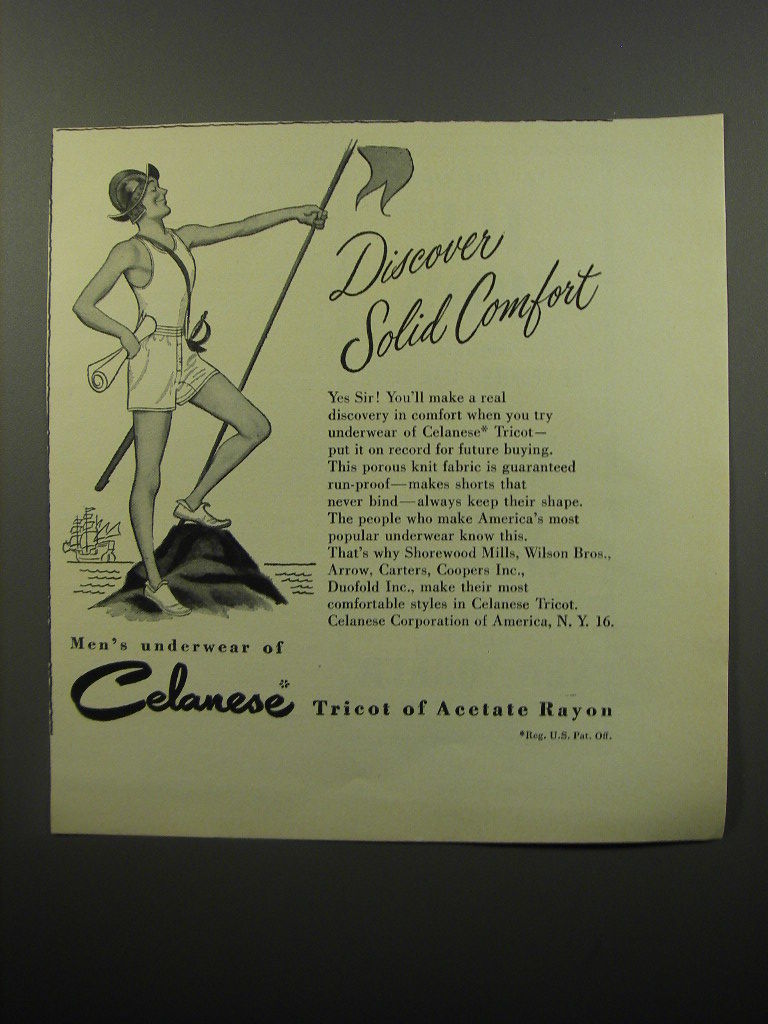 Discover
Solid Comfort
Yes Sir! You'll make a real
discovery in comfort when you try
underwear of Celanese* Tricot—
put it on record for future buying.
This porous knit fabric is guaranteed
run-proof—makes shorts that
never bind—always keep their shape.
The people who make America's most
popular underwear know this.
That's why Shorewood Mills, Wilson Bros.,
Arrow, Carters, Coopers Inc.,
Duofold Inc., make their most
comfortable styles in Celanese Tricot.
Celanese Corporation of America, N. Y. 16.
Men's underwear of
Celanese* Tricot of Acetate Rayon
*Reg. U.S. Pat. Off.